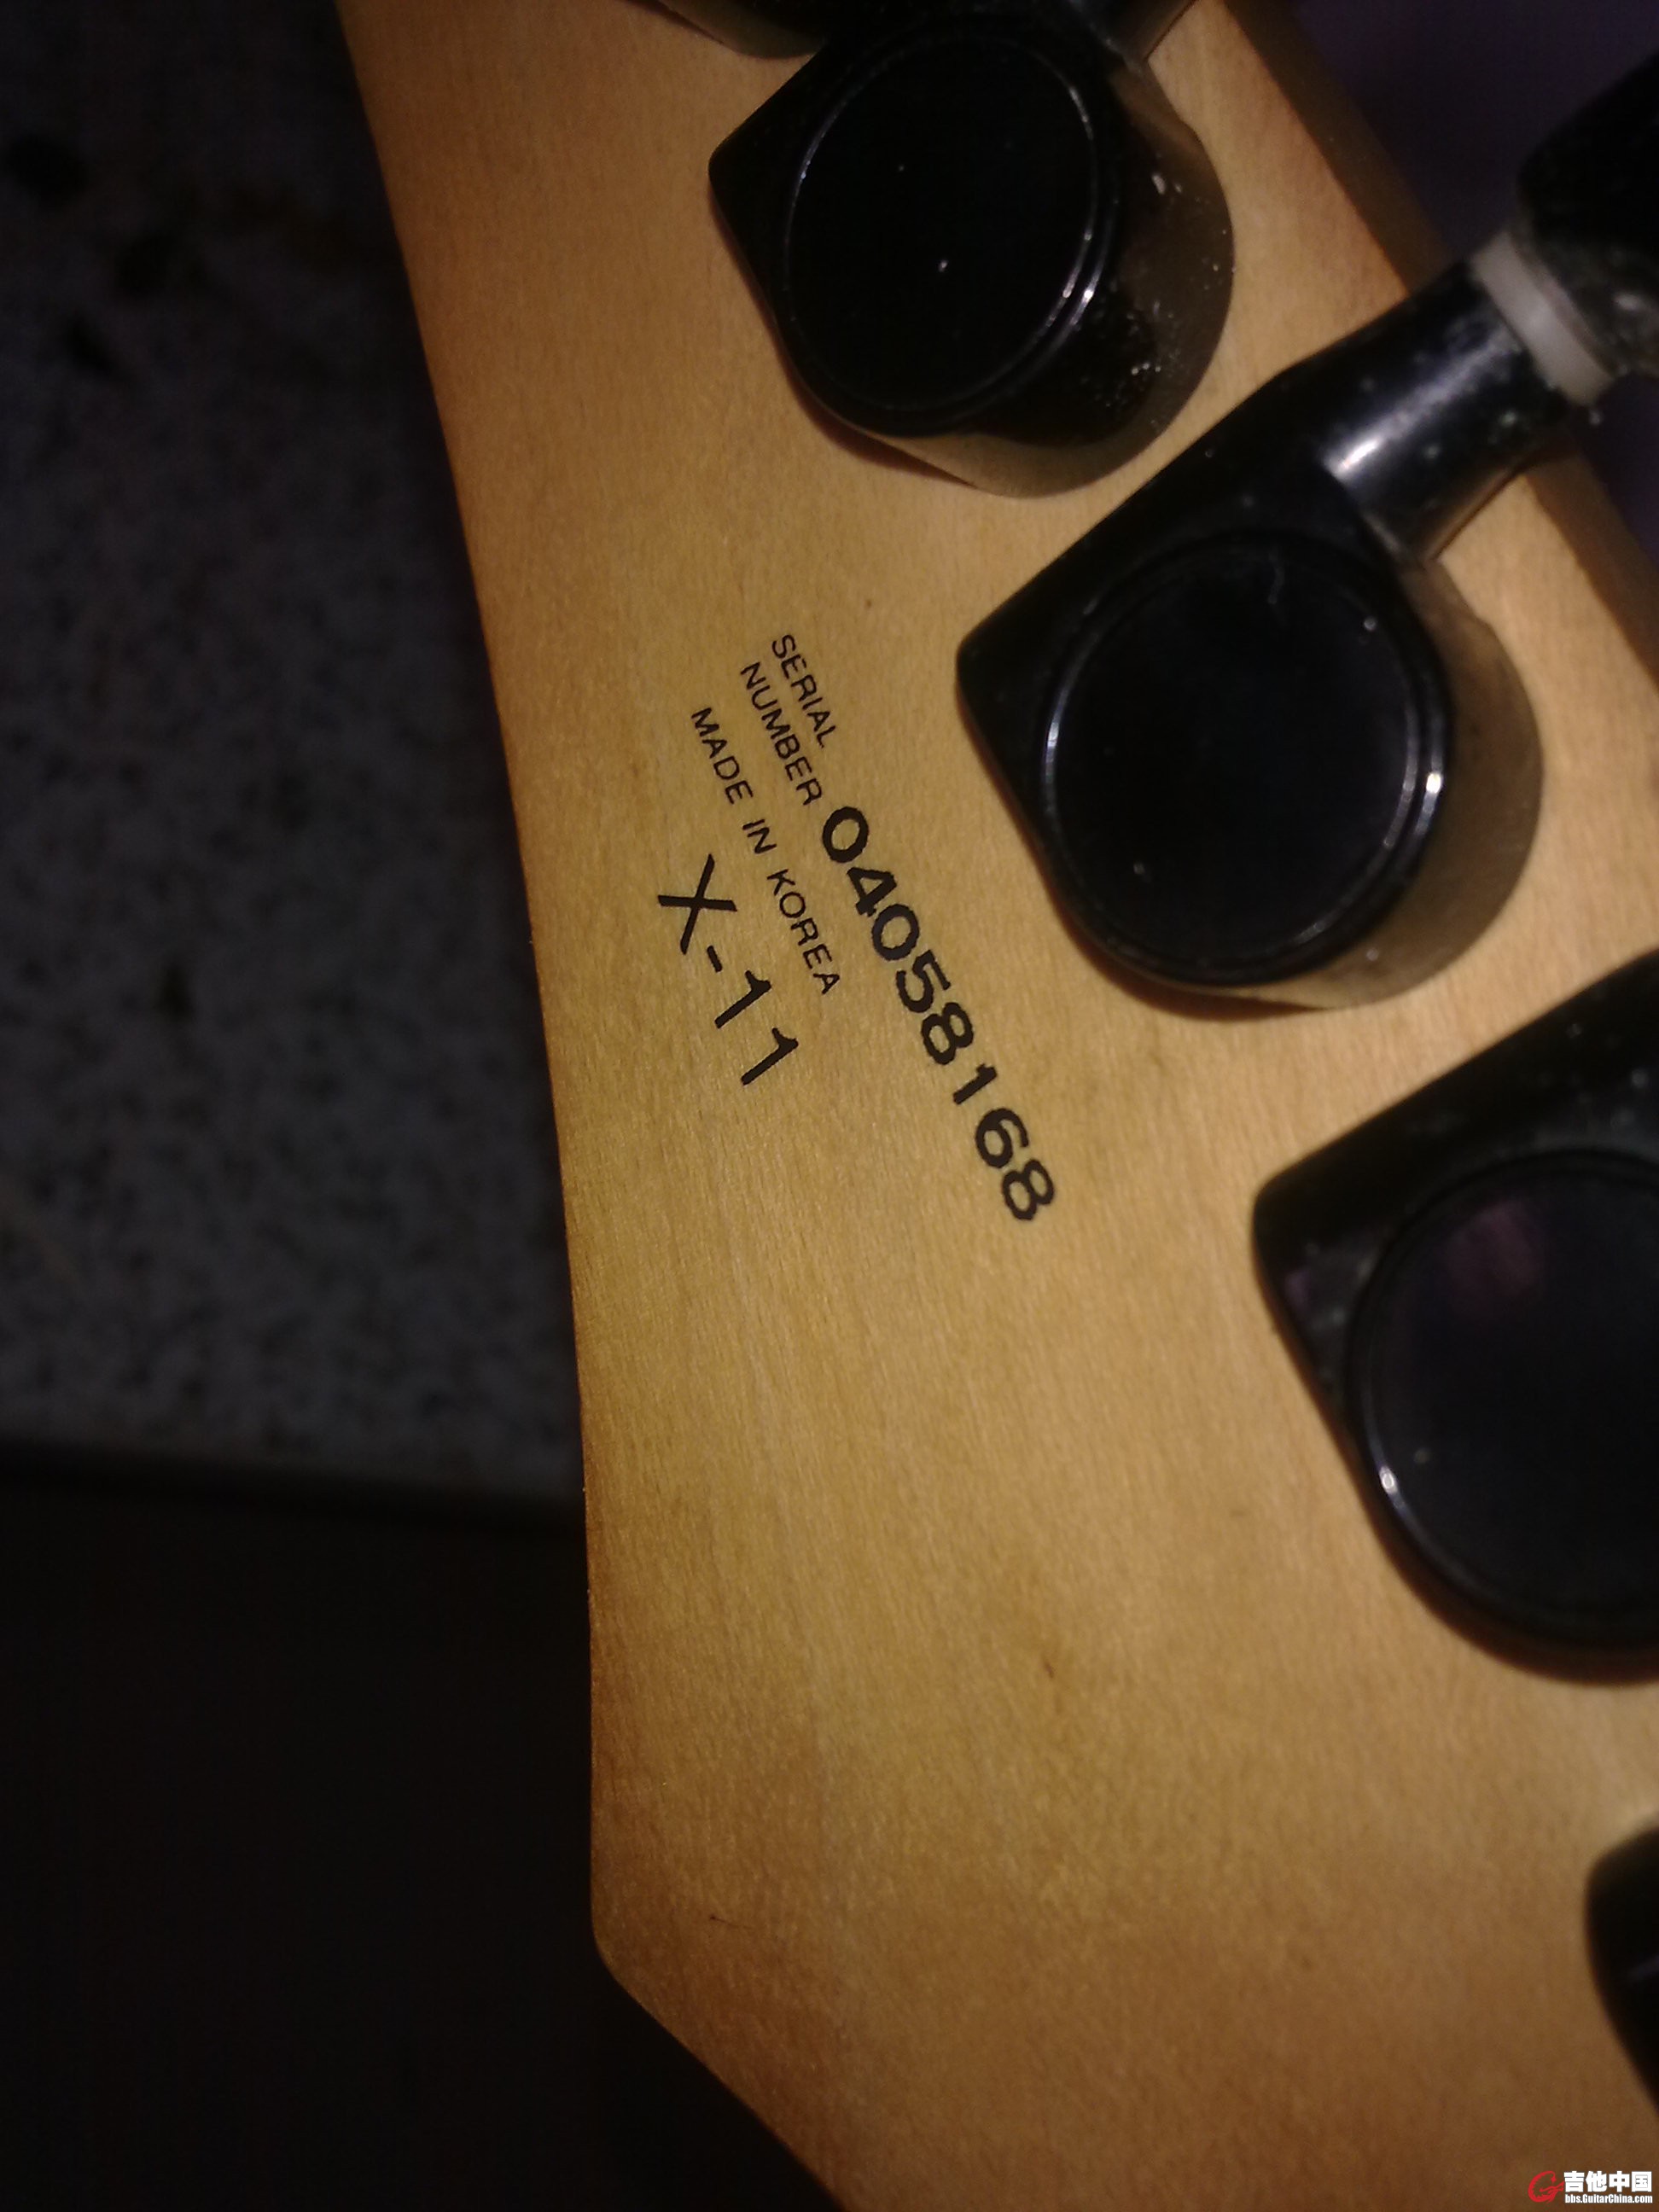 SERIAL
NUMBER 04058168
MADE IN KOREA
X-11
吉他中国
bbs.GuitarChina.com